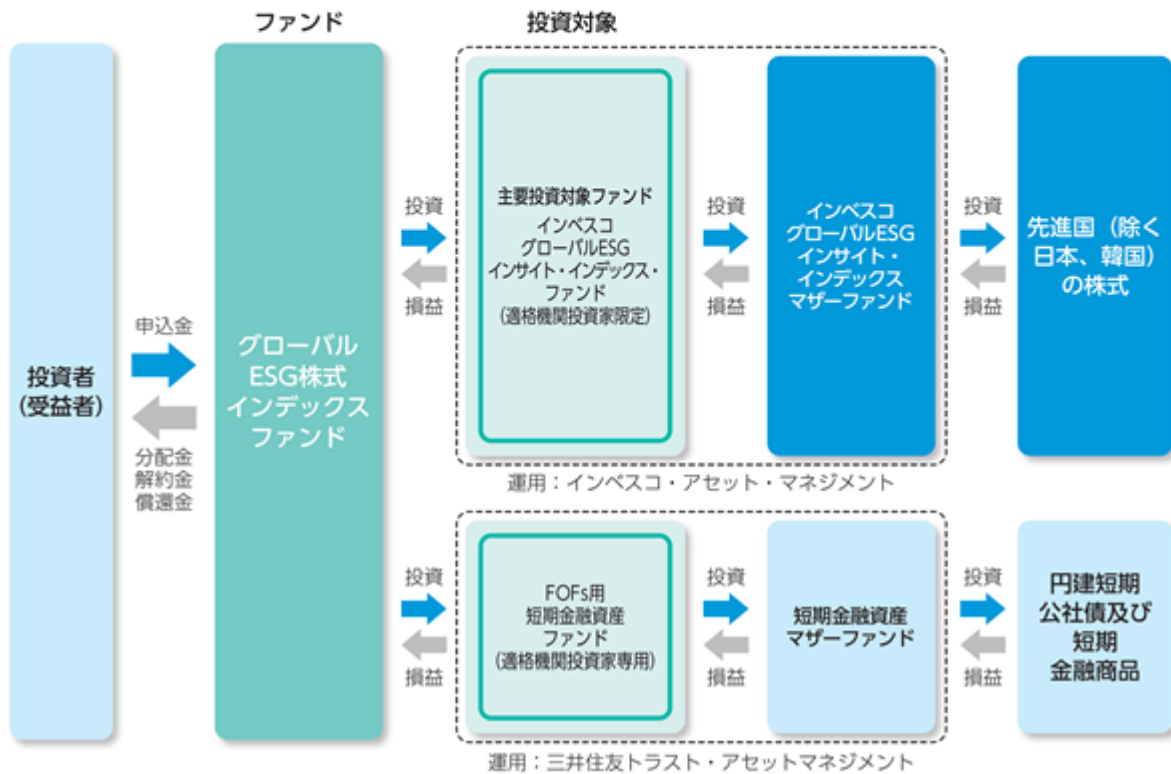 ファンド
投資対象
投資者
(受益者)
申込金
分配金
解約金
償還金
グローバル
ESG株式
インデックス
ファンド
投資
損益
主要投資対象ファンド
インベスコ
グローバルESG
インサイト・インデックス・
ファンド
(適格機関投資家限定)
投資
損益
インベスコ
グローバルESG
インサイト・
インデックス
マザーファンド
投資
損益
先進国（除く
日本、韓国）
の株式
運用：インベスコ・アセット・マネジメント
投資
損益
FOFs用
短期金融資産
ファンド
(適格機関投資家専用)
投資
損益
短期金融資産
マザーファンド
投資
損益
円建短期
公社債及び
短期
金融商品
運用：三井住友トラスト・アセットマネジメント